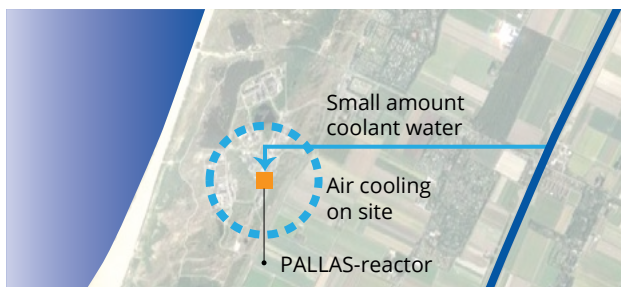 Small amount
coolant water
Air cooling
on site
PALLAS-reactor